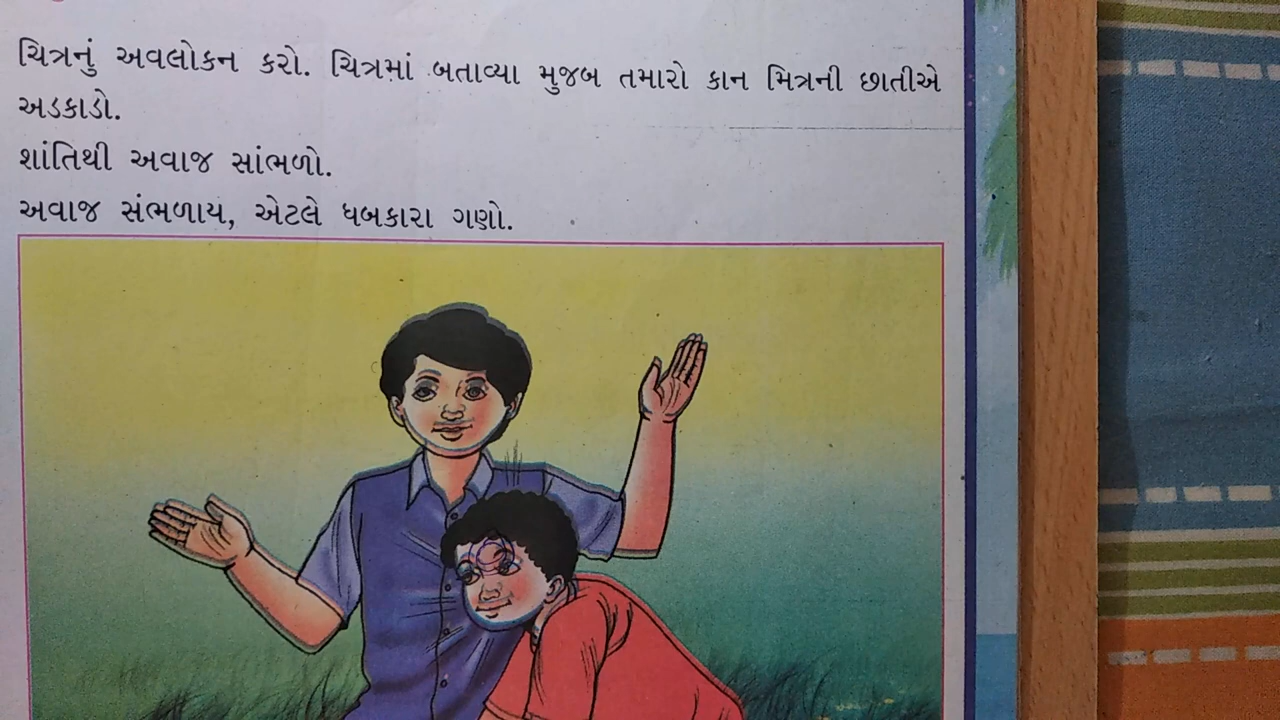 ચિત્રનું અવલોકન કરો. ચિત્રમાં બતાવ્યા મુજબ તમારો કાન મિત્રની છાતીએ
અડકાડો.
શાંતિથી અવાજ સાંભળો.
અવાજ સંભળાય, એટલે ધબકારા ગણો.